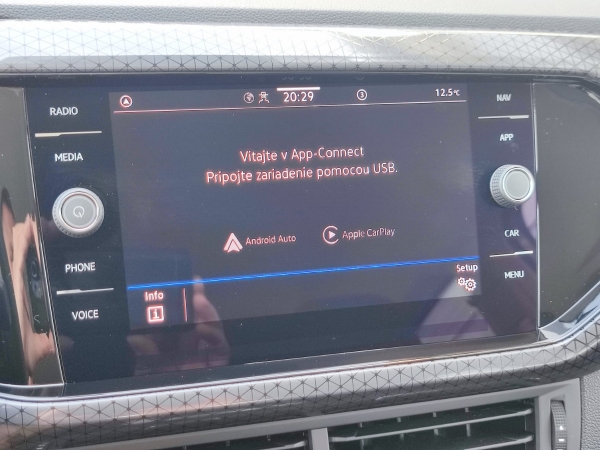 RADIO
MEDIA
PHONE
VOICE
20:29
3
12.5°C
Vitajte v App-Connect
Pripojte zariadenie pomocou USB.
Android Auto
Apple CarPlay
Info
Setup
NAV
APP
CAR
MENU